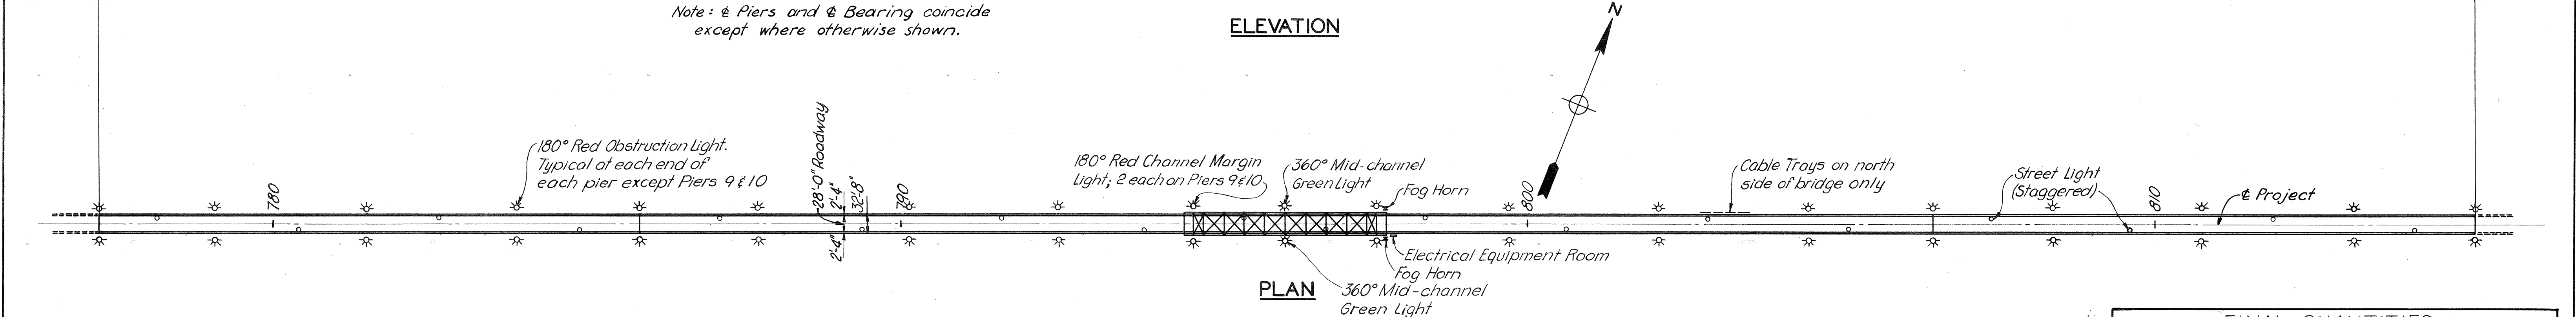 Note: ℄ Piers and ℄ Bearing coincide
except where otherwise shown.
ELEVATION
N
180° Red Obstruction Light.
Typical at each end of
each pier except Piers 9 & 10
780
28'-0" Roadway
2'-4"
32'-8"
2'-4"
790
180° Red Channel Margin
Light; 2 each on Piers 9 & 10
360° Mid-channel
Green Light
Fog Horn
800
Cable Trays on north
side of bridge only
Street Light
(Staggered)
810
℄ Project
Electrical Equipment Room
Fog Horn
360° Mid-channel
Green Light
PLAN
FINAL QUANTITIES